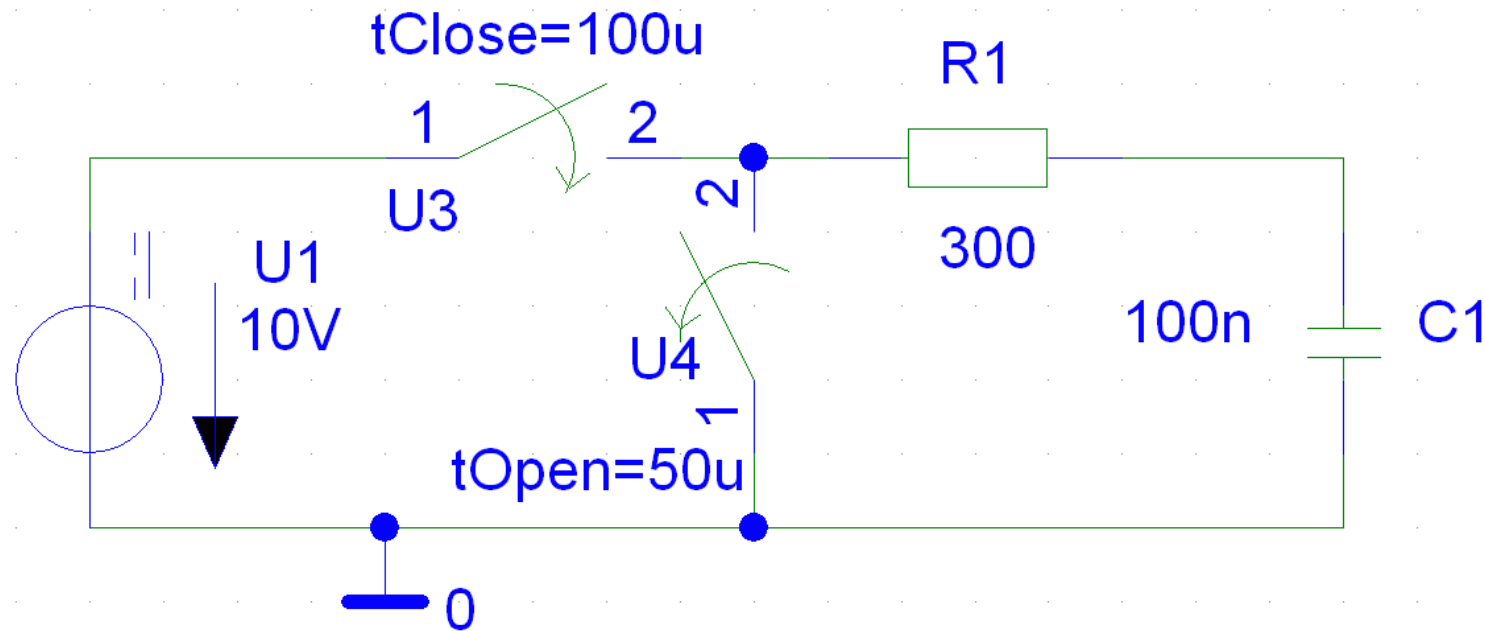 tClose=100u
R1
1
2
U3
2
300
U1
10V
100n
C1
U4
1
tOpen=50u
0